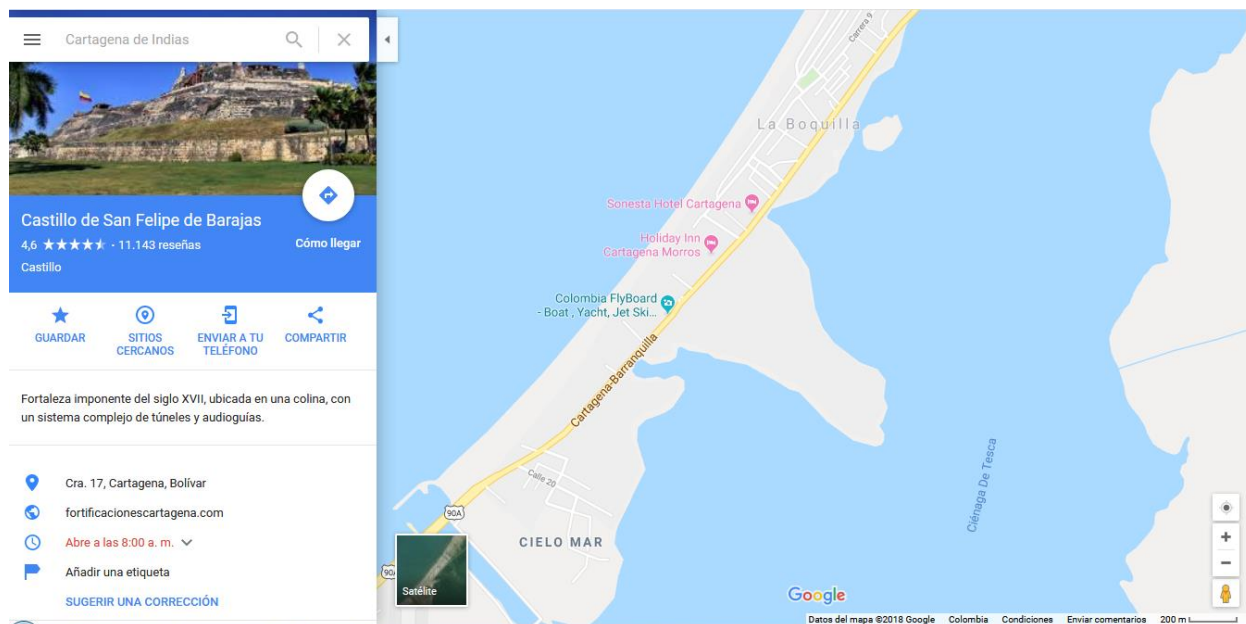 Cartagena de Indias
Castillo de San Felipe de Barajas
4,6 ★★★★★ - 11.143 reseñas
Castillo
Cómo llegar
GUARDAR
SITIOS
CERCANOS
ENVIAR A TU
TELÉFONO
COMPARTIR
Fortaleza imponente del siglo XVII, ubicada en una colina, con
un sistema complejo de túneles y audioguías.
Cra. 17, Cartagena, Bolívar
fortificacionescartagena.com
Abre a las 8:00 a. m.
Añadir una etiqueta
SUGERIR UNA CORRECCIÓN
Carrera 9
La Boquilla
Sonesta Hotel Cartagena
Holiday Inn
Cartagena Morros
Colombia FlyBoard
- Boat , Yacht, Jet Ski...
Cartagena-Barranquilla
Calle 20
90A
CIELO MAR
Ciénaga De Tesca
Satélite
Google
Datos del mapa ©2018 Google Colombia Condiciones Enviar comentarios 200 m